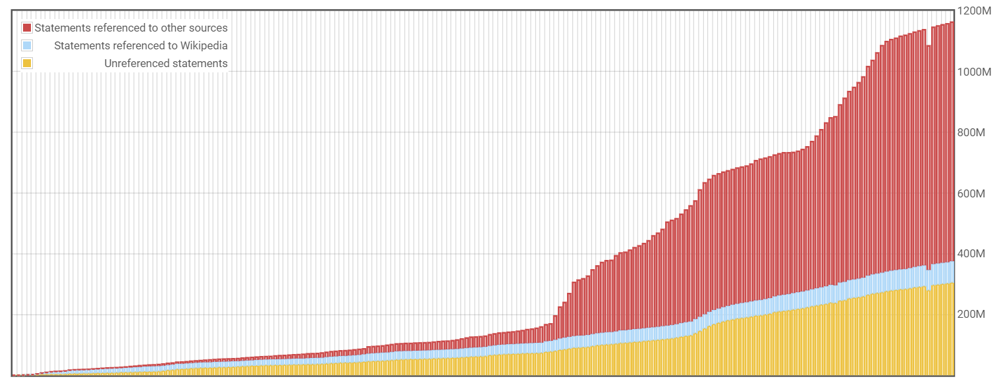 Statements referenced to other sources
Statements referenced to Wikipedia
Unreferenced statements
1200M
1000M
800M
600M
400M
200M